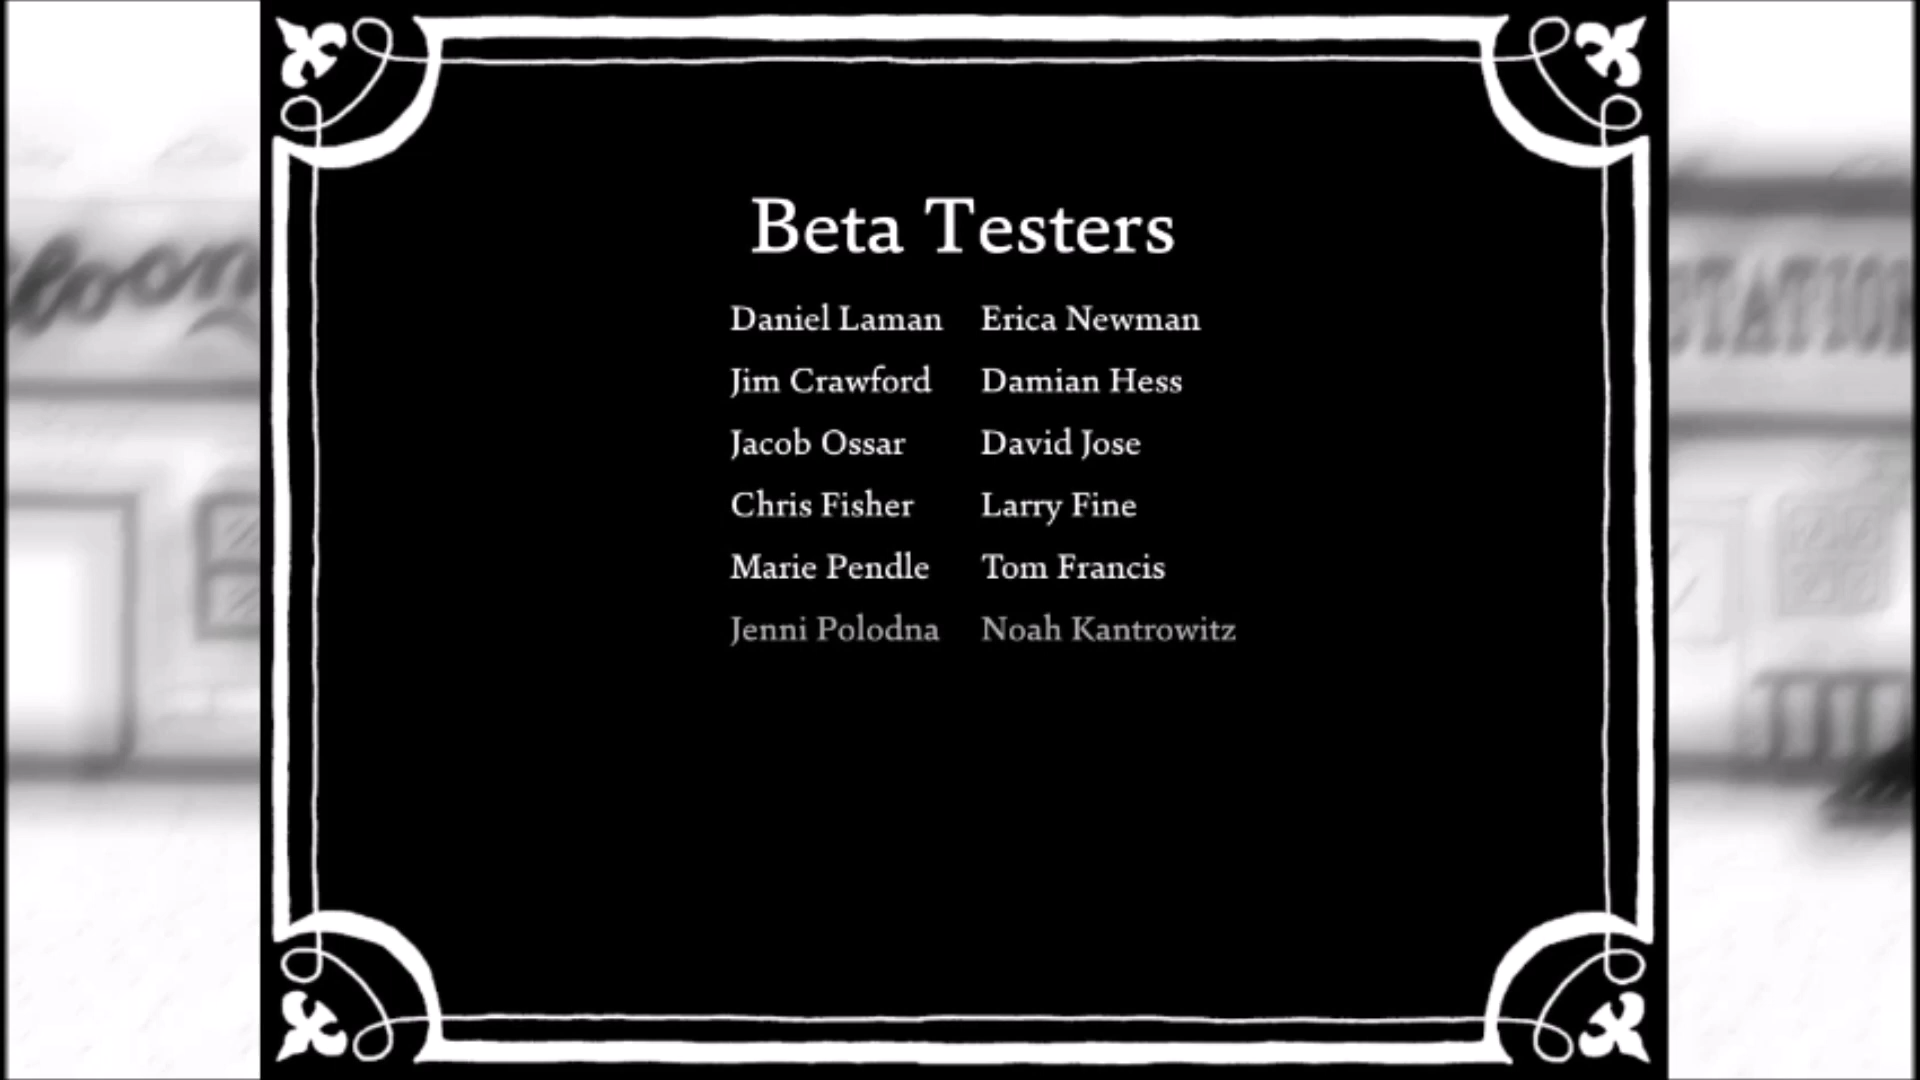 Beta Testers
Daniel Laman Erica Newman
Jim Crawford Damian Hess
Jacob Ossar David Jose
Chris Fisher Larry Fine
Marie Pendle Tom Francis
Jenni Polodna Noah Kantrowitz